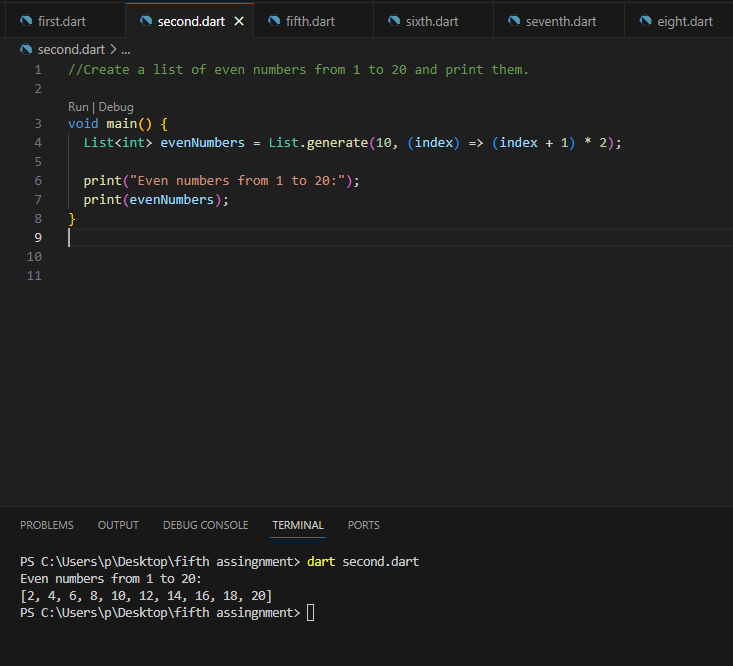 first.dart second.dart fifth.dart sixth.dart seventh.dart eight.dart
second.dart > ...
1 //Create a list of even numbers from 1 to 20 and print them.
2
Run | Debug
3 void main() {
4   List<int> evenNumbers = List.generate(10, (index) => (index + 1) * 2);
5
6   print("Even numbers from 1 to 20:");
7   print(evenNumbers);
8 }
9
10
11
PROBLEMS OUTPUT DEBUG CONSOLE TERMINAL PORTS
PS C:\Users\p\Desktop\fifth assingnment> dart second.dart
Even numbers from 1 to 20:
[2, 4, 6, 8, 10, 12, 14, 16, 18, 20]
PS C:\Users\p\Desktop\fifth assingnment>